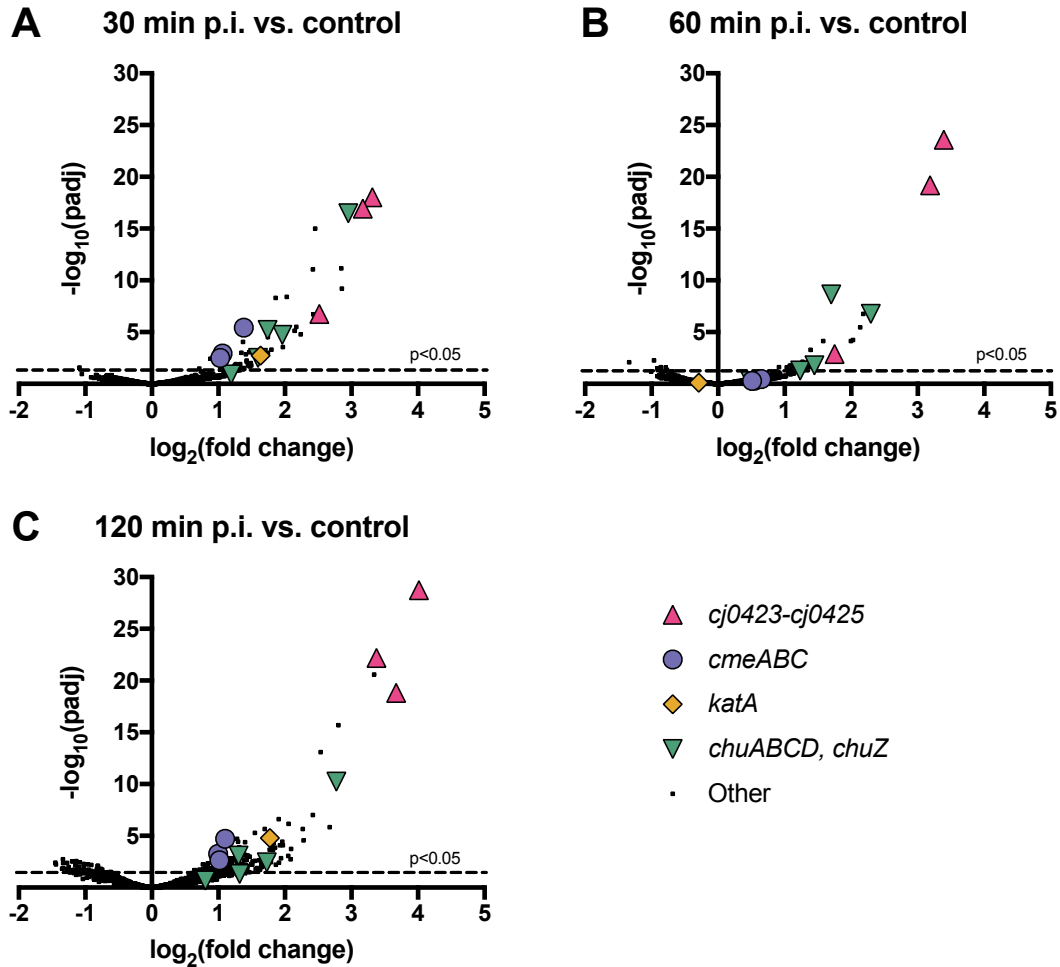 A
30 min p.i. vs. control
30
25
20
15
10
5
-log10(padj)
p<0.05
-2 -1 0 1 2 3 4 5
log2(fold change)
B
60 min p.i. vs. control
30
25
20
15
10
5
-log10(padj)
p<0.05
-2 -1 0 1 2 3 4 5
log2(fold change)
C
120 min p.i. vs. control
30
25
20
15
10
5
-log10(padj)
p<0.05
-2 -1 0 1 2 3 4 5
log2(fold change)
cj0423-cj0425
cmeABC
katA
chuABCD, chuZ
Other